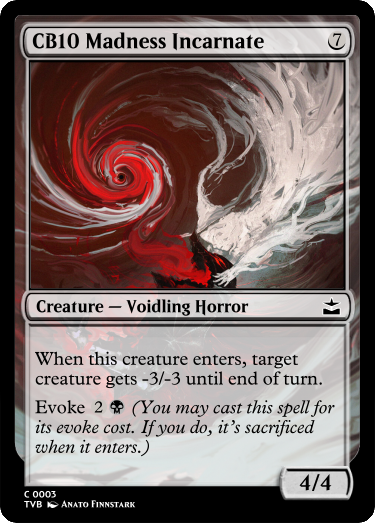 CB10 Madness Incarnate 7
Creature — Voidling Horror
When this creature enters, target
creature gets -3/-3 until end of turn.
Evoke 2 (You may cast this spell for
its evoke cost. If you do, it's sacrificed
when it enters.)
4/4
C 0003
TVB Anato Finnstark